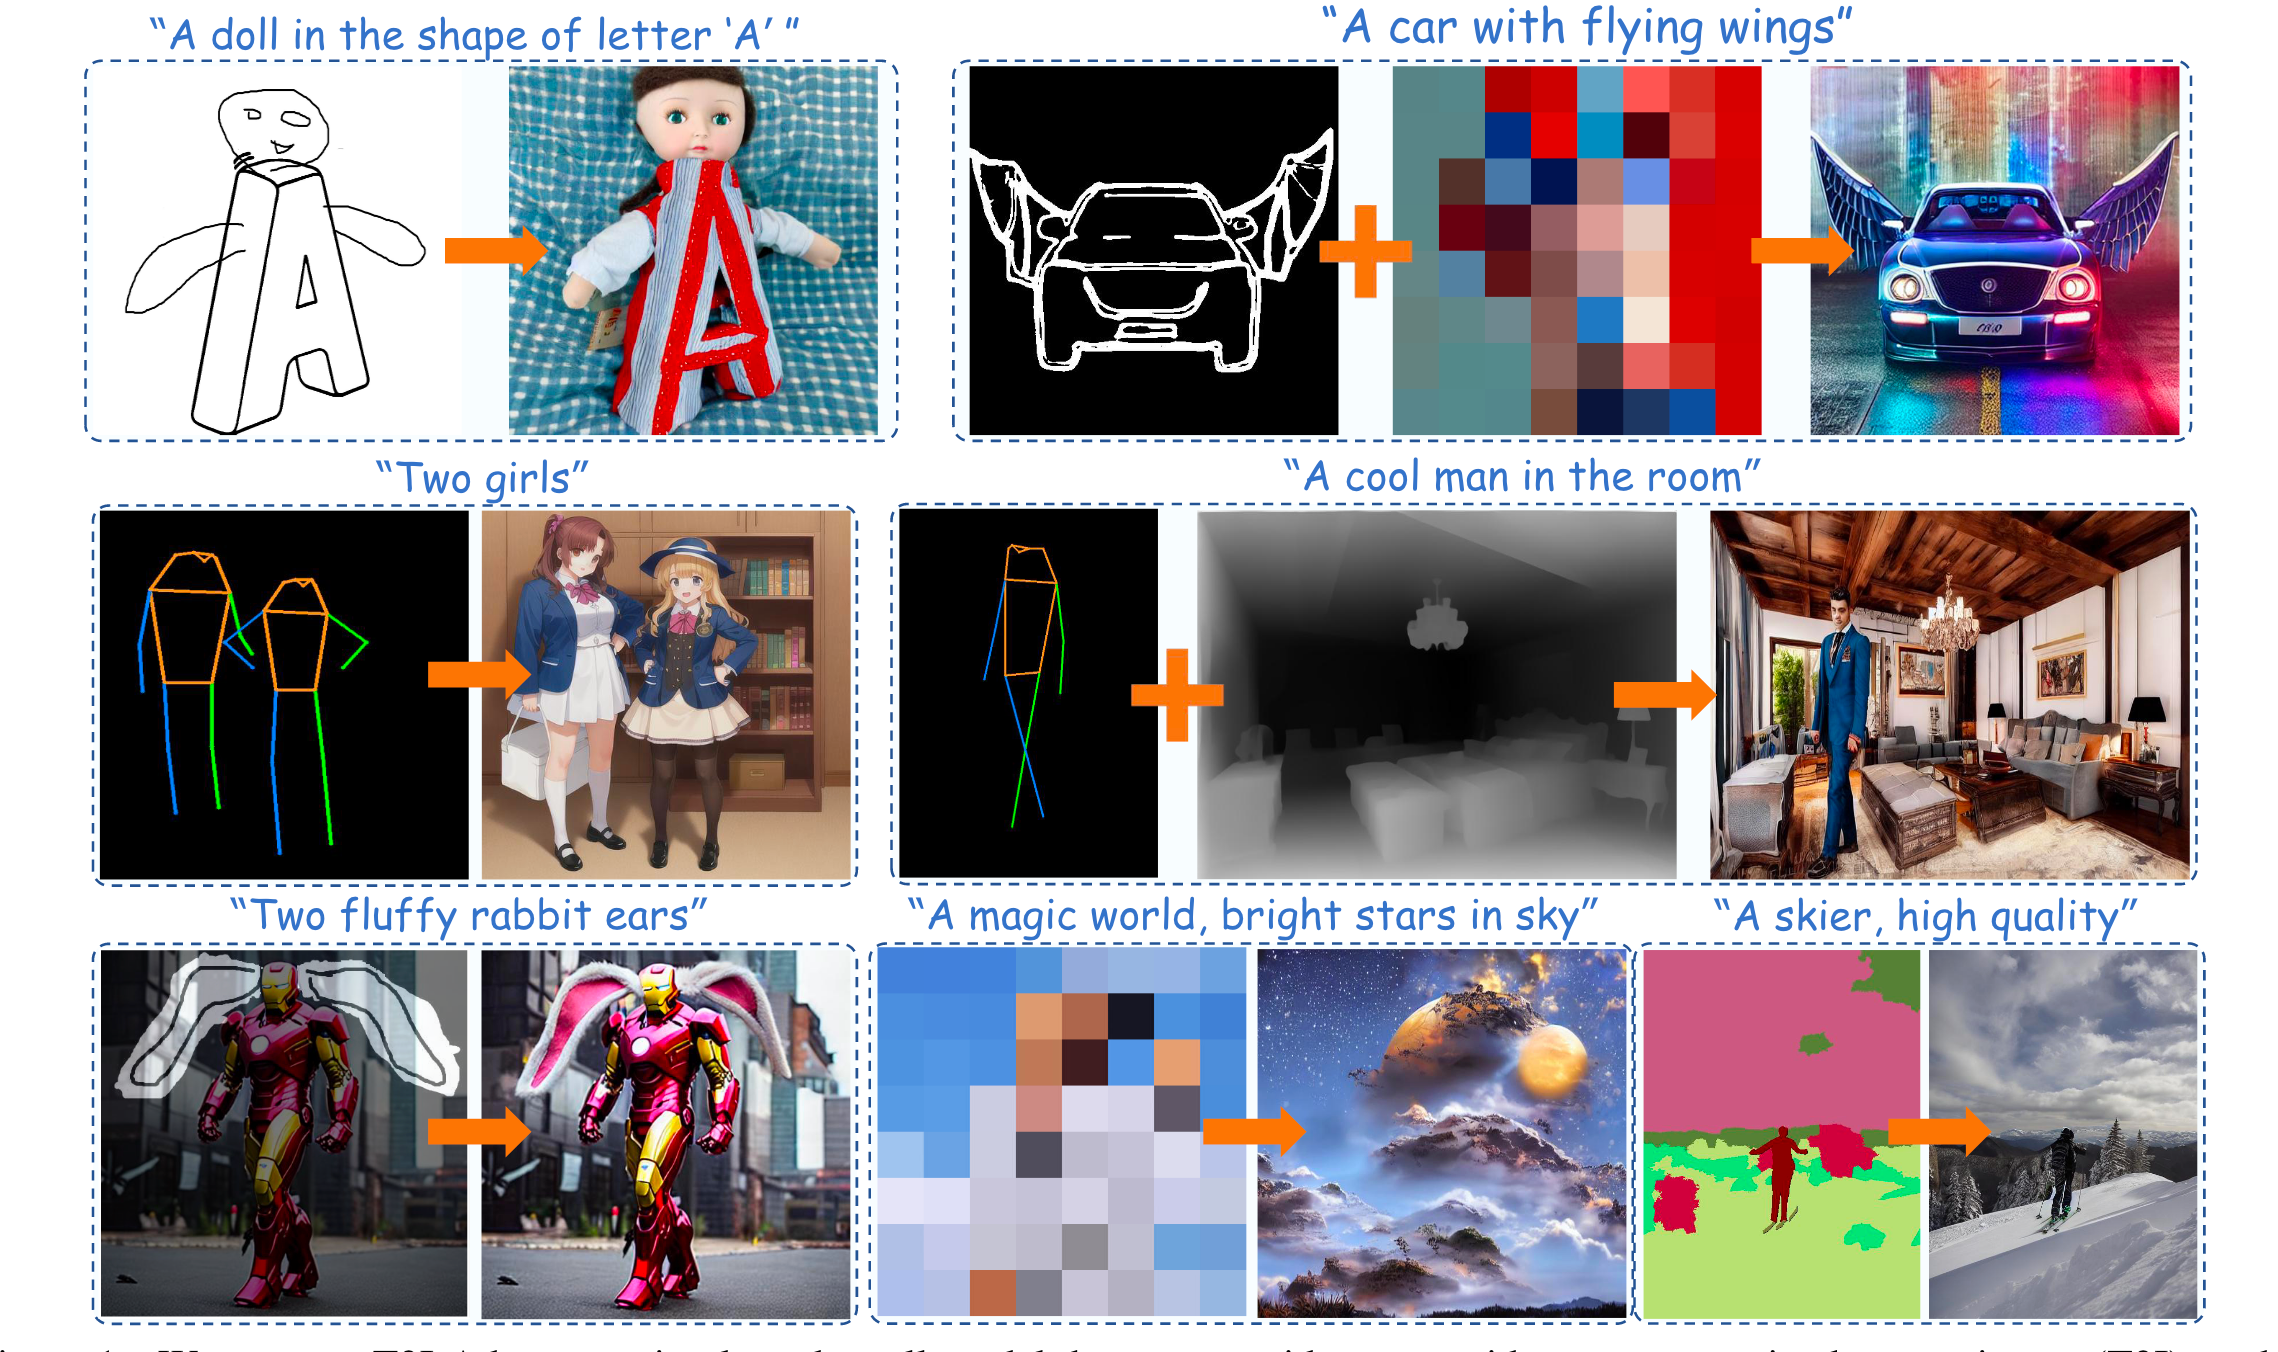 “A doll in the shape of letter ‘A’ ”
“A car with flying wings”
“Two girls”
“A cool man in the room”
“Two fluffy rabbit ears”
“A magic world, bright stars in sky”
“A skier, high quality”